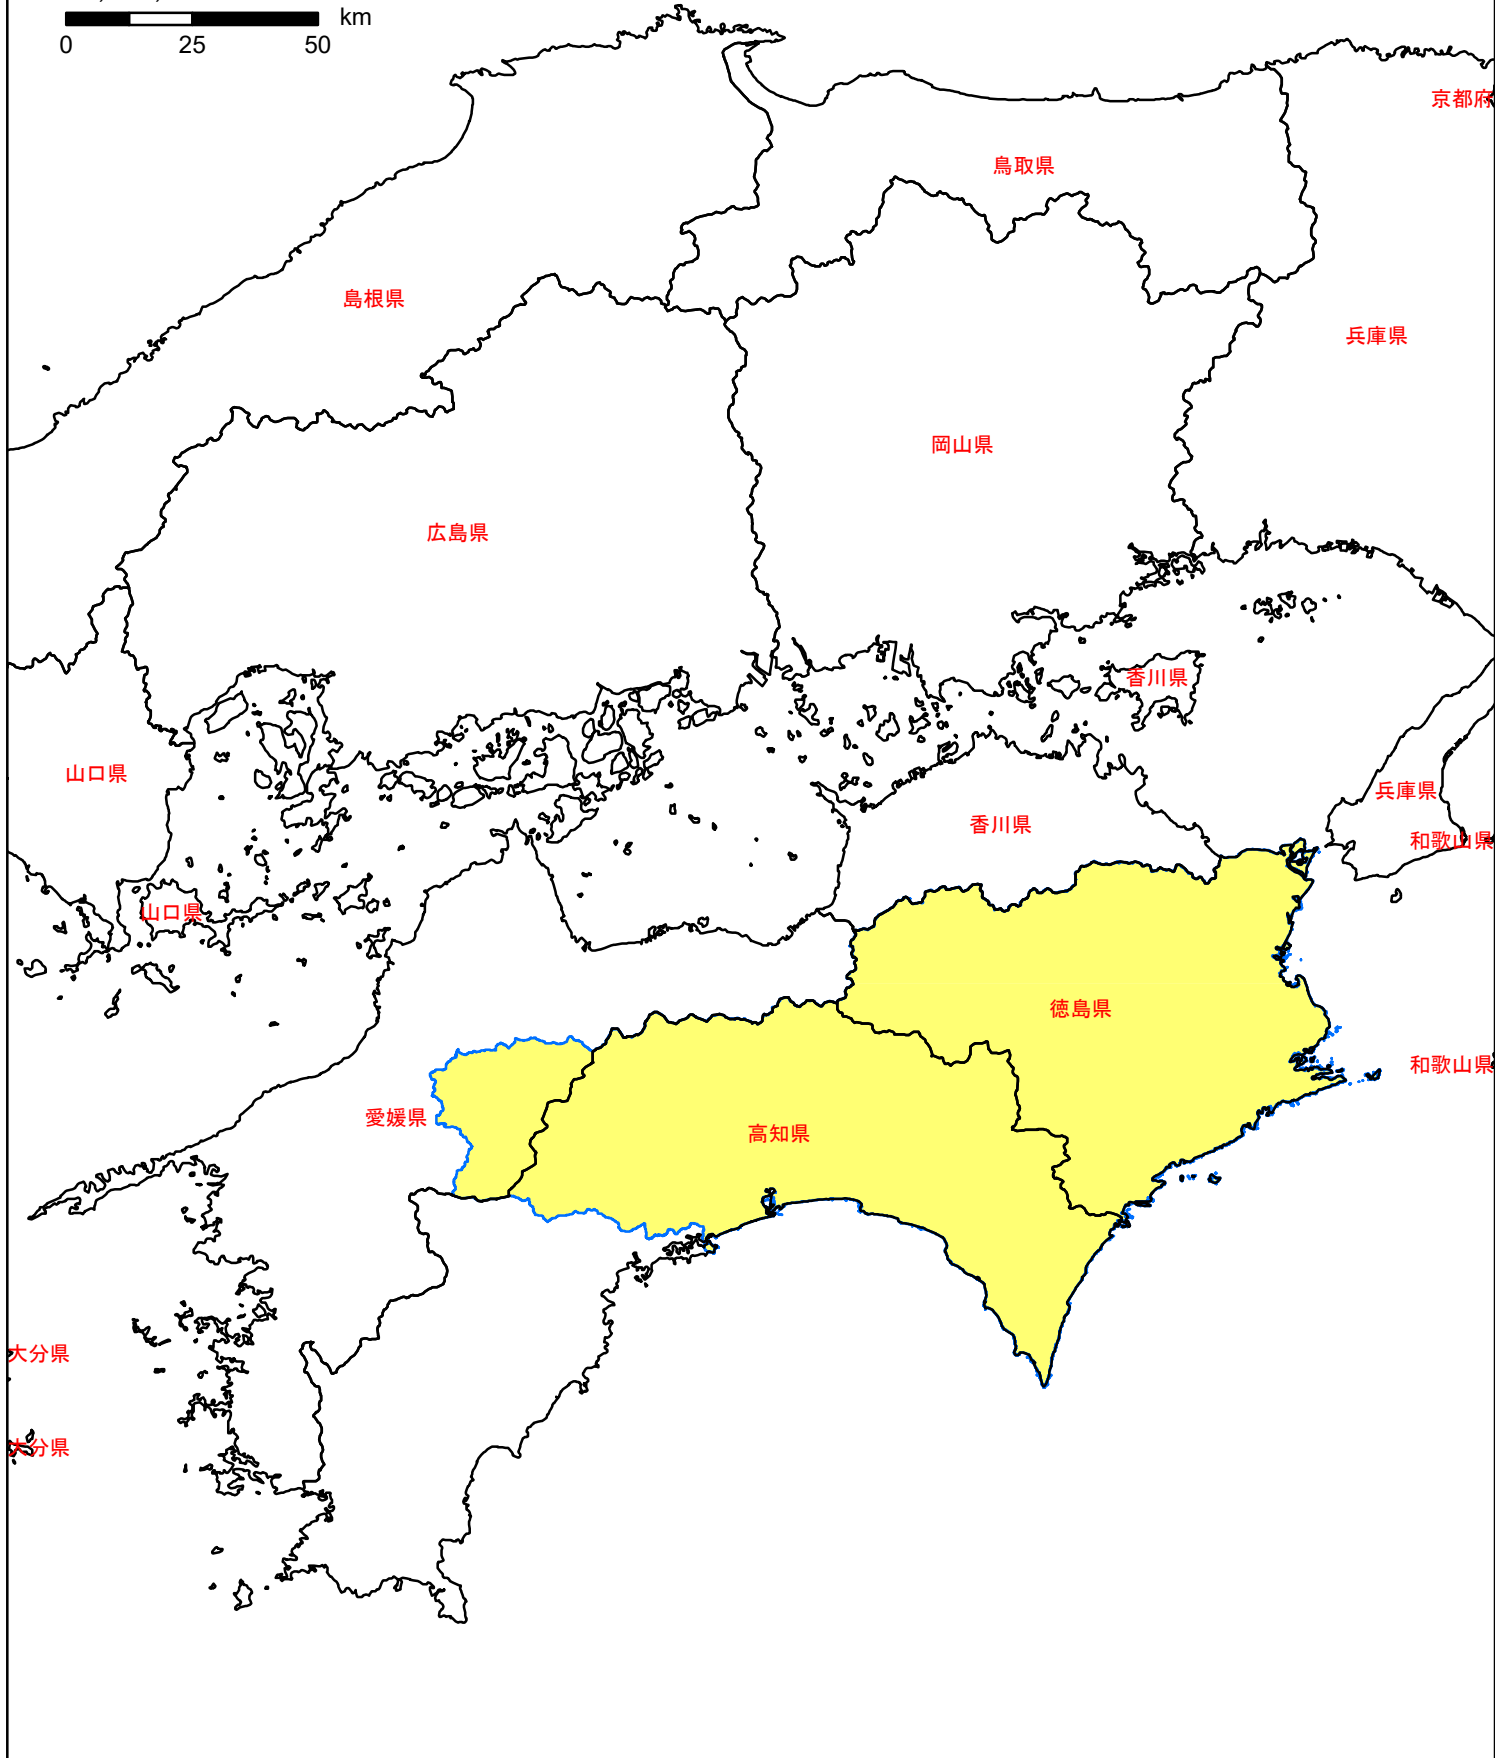 km
0 25 50
京都府
鳥取県
島根県
兵庫県
岡山県
広島県
香川県
山口県
兵庫県
香川県
和歌山県
山口県
徳島県
和歌山県
愛媛県
高知県
大分県
大分県